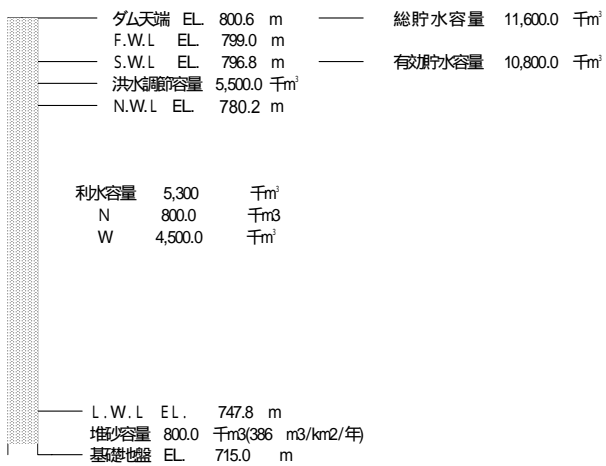 ダム天端 EL. 800.6 m 総貯水容量 11,600.0 千m³
F.W.L EL. 799.0 m
S.W.L EL. 796.8 m 有効貯水容量 10,800.0 千m³
洪水調節容量 5,500.0 千m³
N.W.L EL. 780.2 m
利水容量 5,300 千m³
N 800.0 千m3
W 4,500.0 千m³
L.W.L EL. 747.8 m
堆砂容量 800.0 千m3(386 m3/km2/年)
基礎地盤 EL. 715.0 m